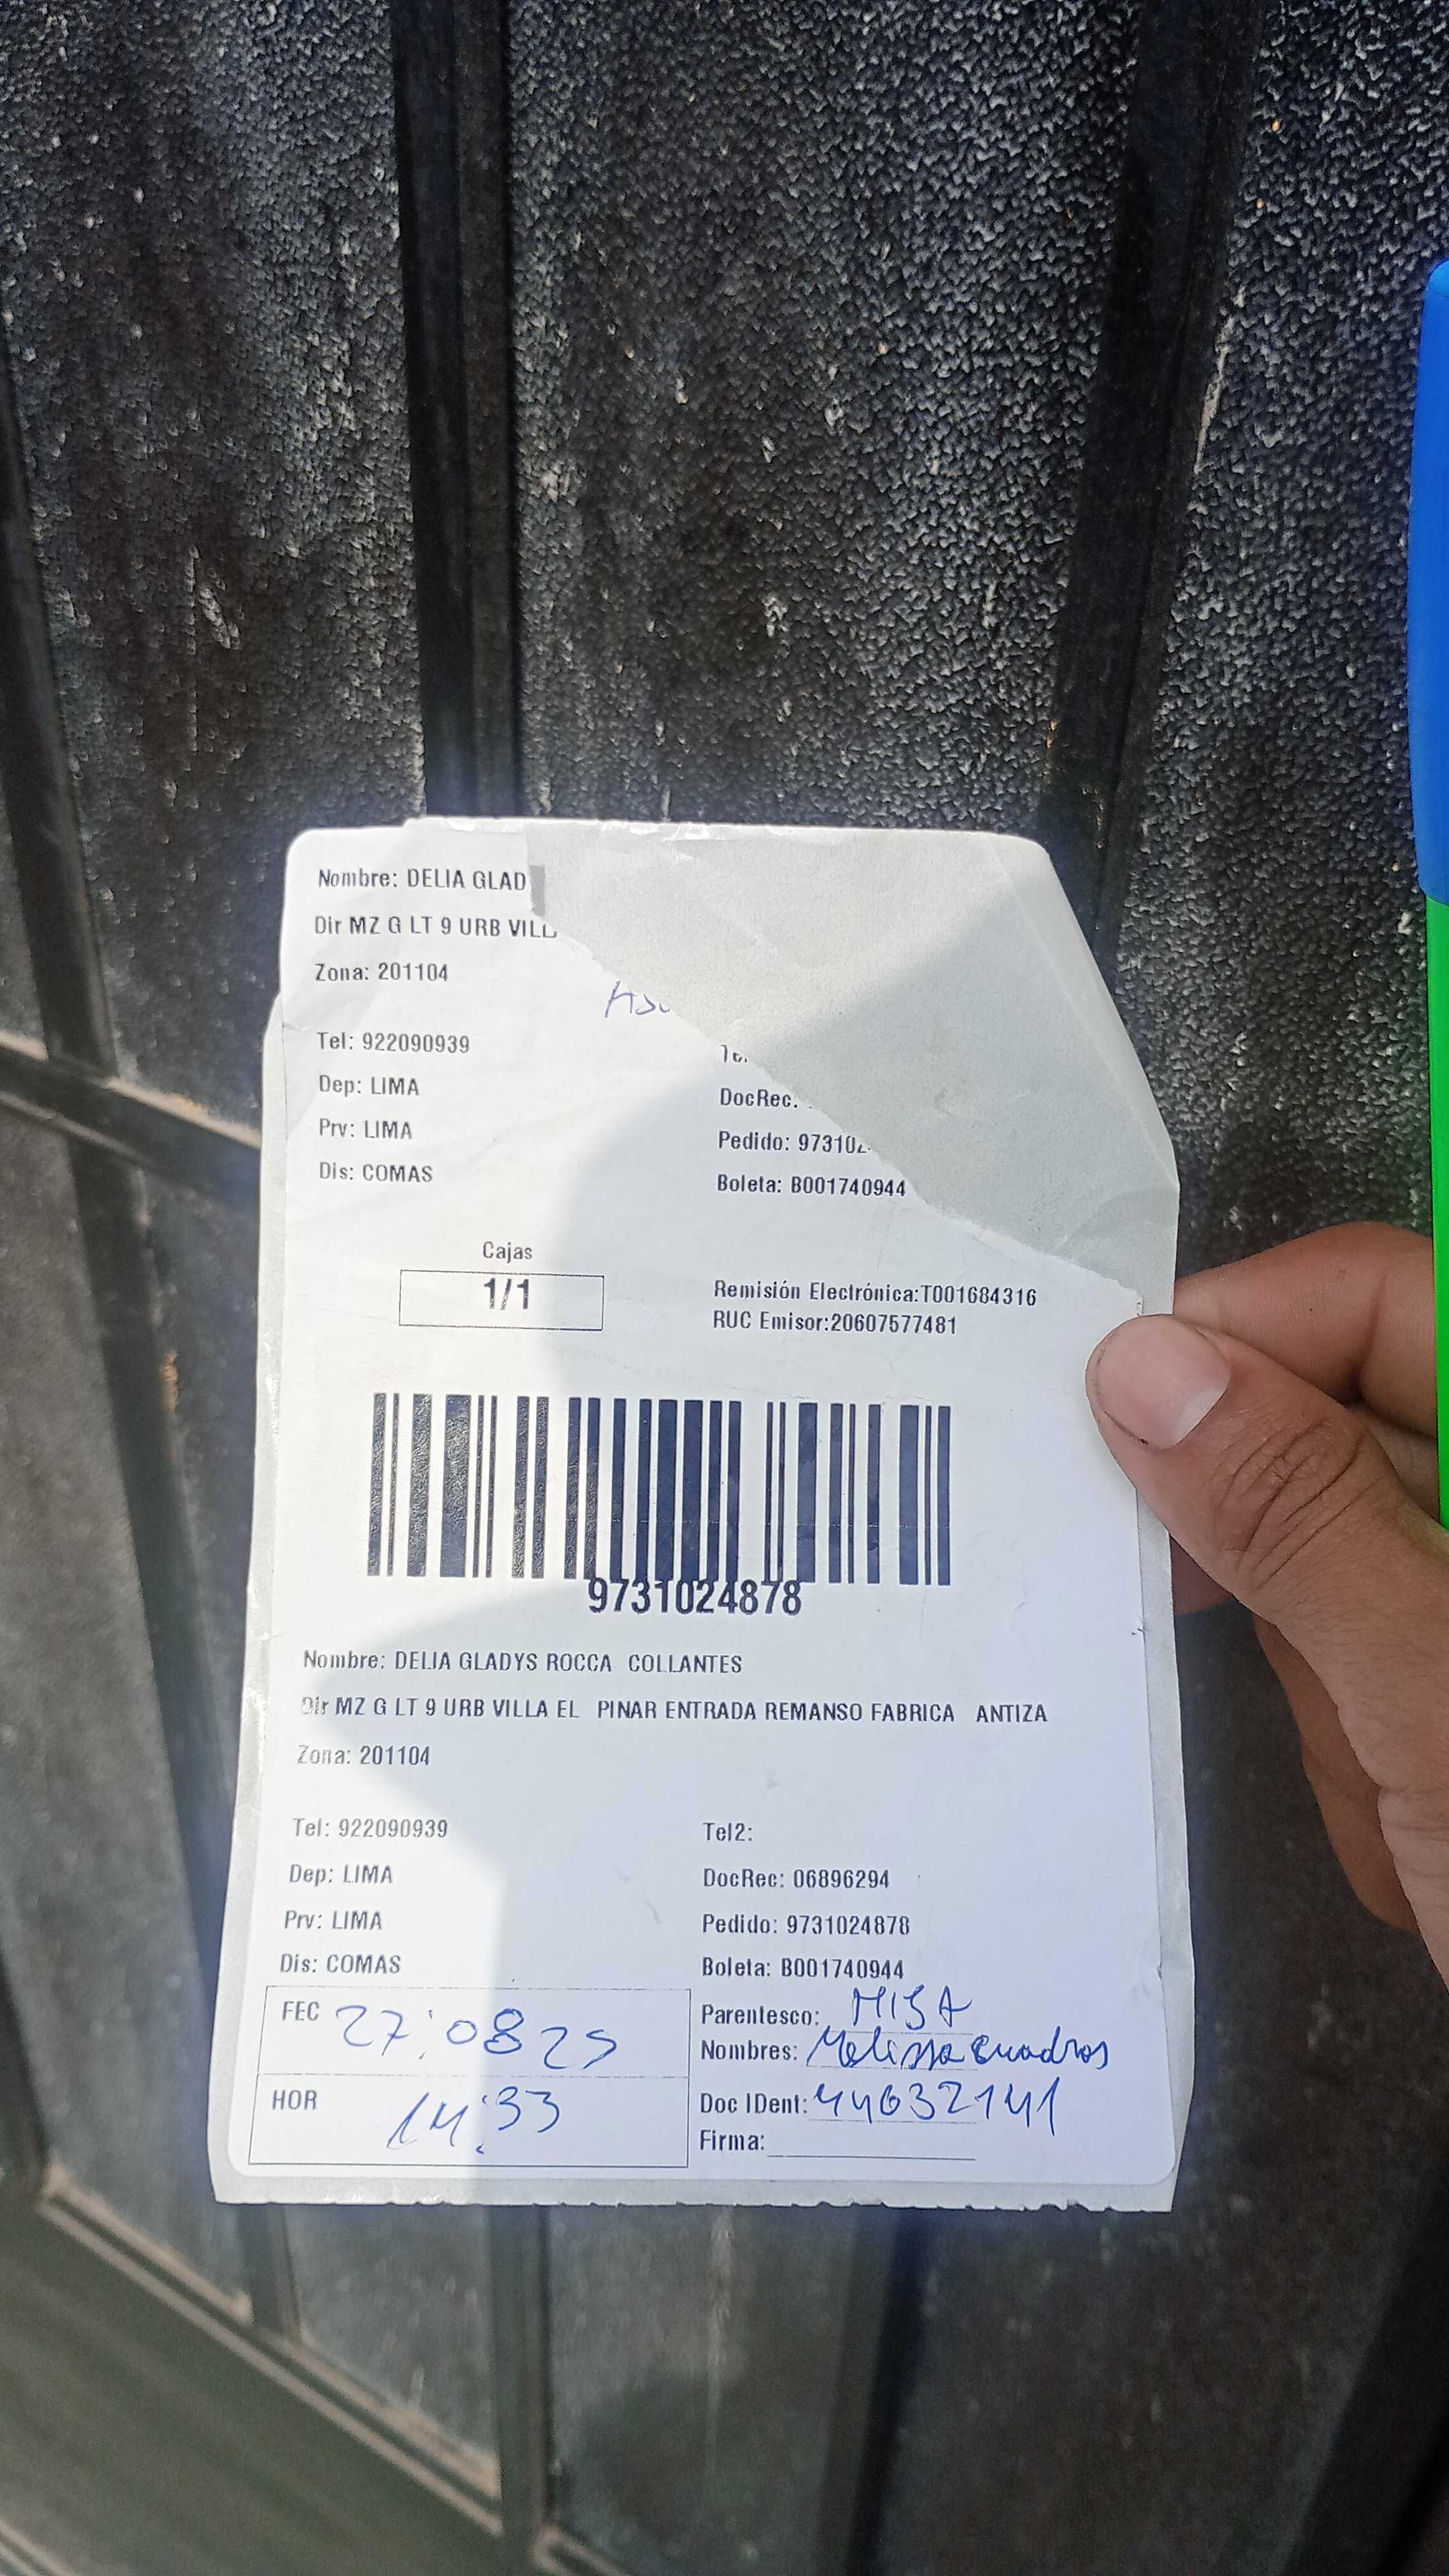 Nombre: DELIA GLAD
Dir MZ G LT 9 URB VILL
Zona: 201104
Tel: 922090939
Dep: LIMA
DocRec:
Prv: LIMA
Pedido: 973102
Dis: COMAS
Boleta: B001740944
Cajas
1/1
Remisión Electrónica:T001684316
RUC Emisor:20607577481
9731024878
Nombre: DELIA GLADYS ROCCA COLLANTES
Dir MZ G LT 9 URB VILLA EL PINAR ENTRADA REMANSO FABRICA ANTIZA
Zona: 201104
Tel: 922090939
Tel2:
Dep: LIMA
DocRec: 06896294
Prv: LIMA
Pedido: 9731024878
Dis: COMAS
Boleta: B001740944
FEC 27:08 25
Parentesco: HIJA
Nombres: Melissa Cuadros
HOR 14:33
Doc IDent: 44632141
Firma: